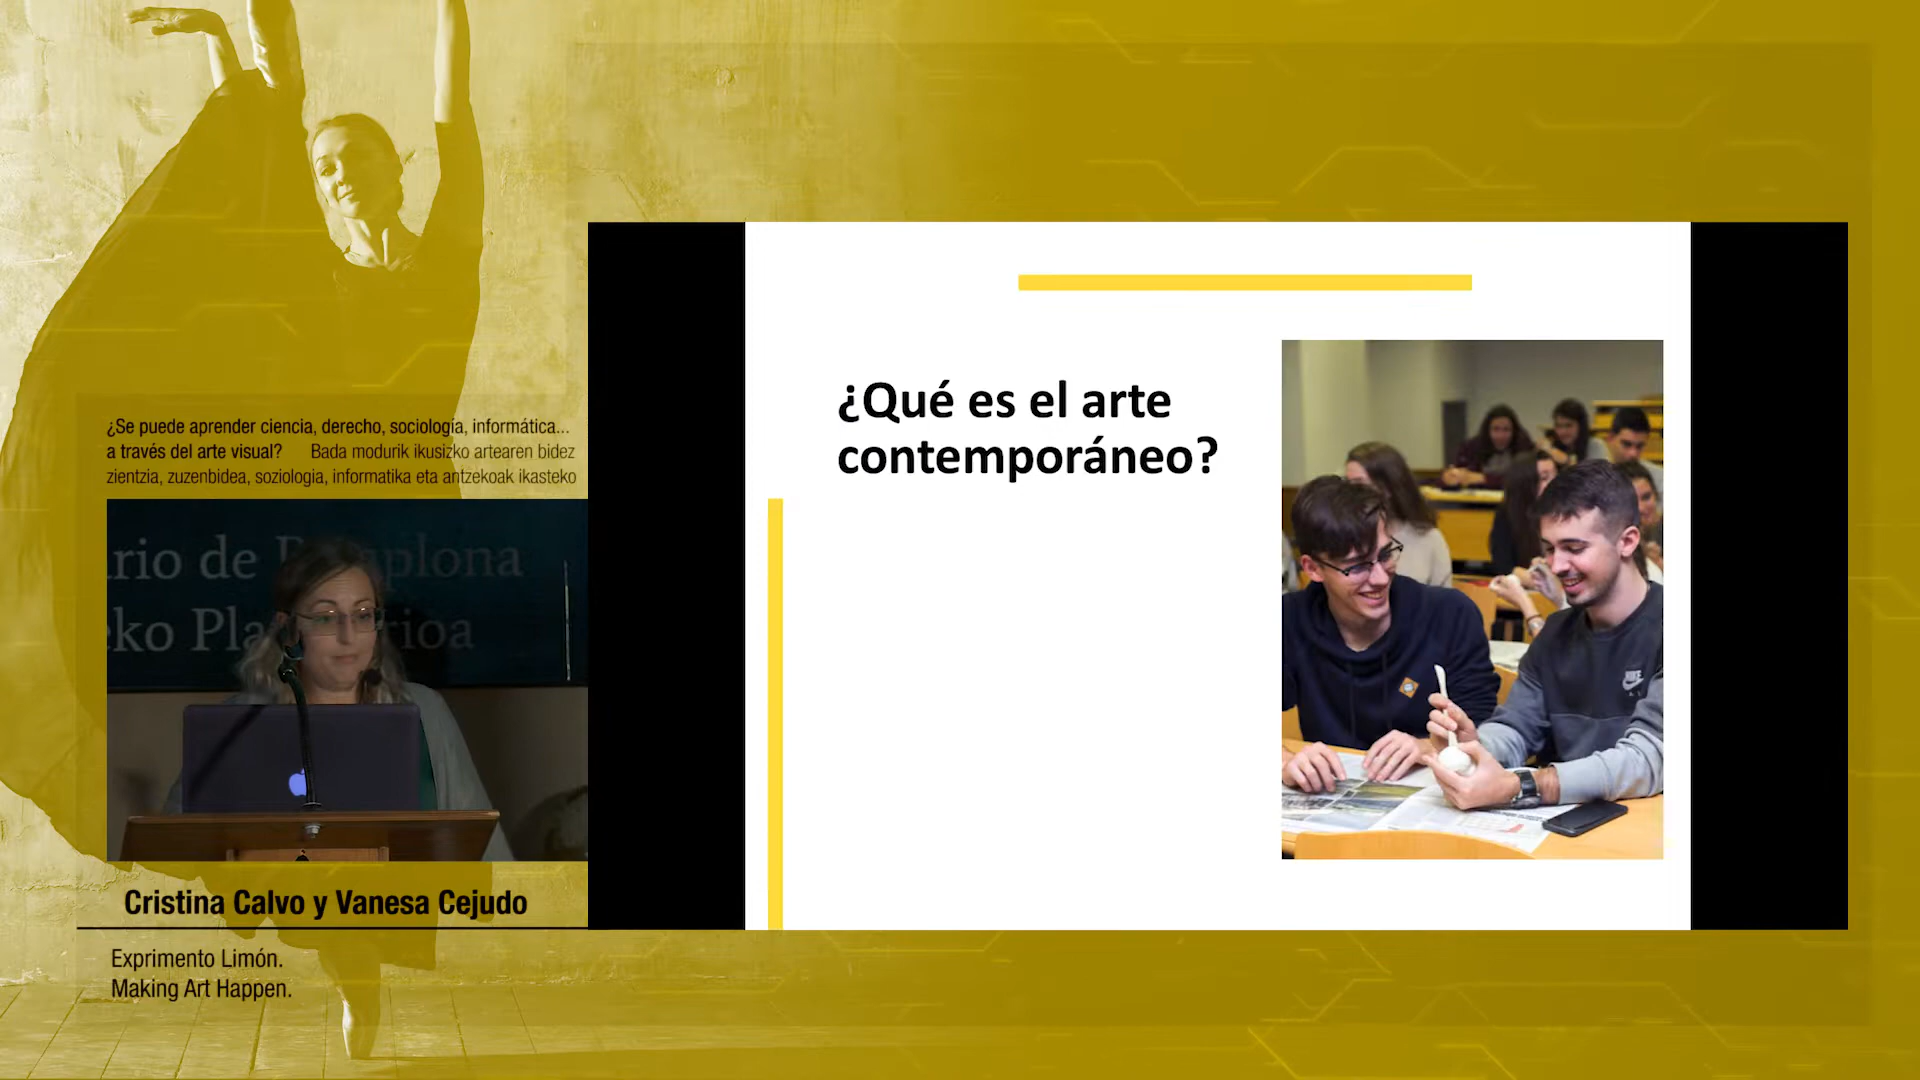 ¿Se puede aprender ciencia, derecho, sociología, informática...
a través del arte visual? Bada modurik ikusizko artearen bidez
zientzia, zuzenbidea, soziologia, informatika eta antzekoak ikasteko
rio de Pamplona
eko Pla rioa
Cristina Calvo y Vanesa Cejudo
Exprimento Limón.
Making Art Happen.
¿Qué es el arte
contemporáneo?
NIKE